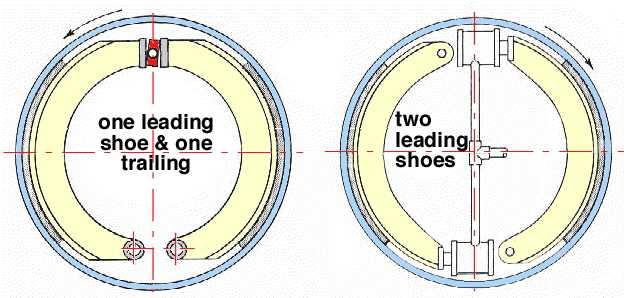 one leading
shoe & one
trailing
two
leading
shoes